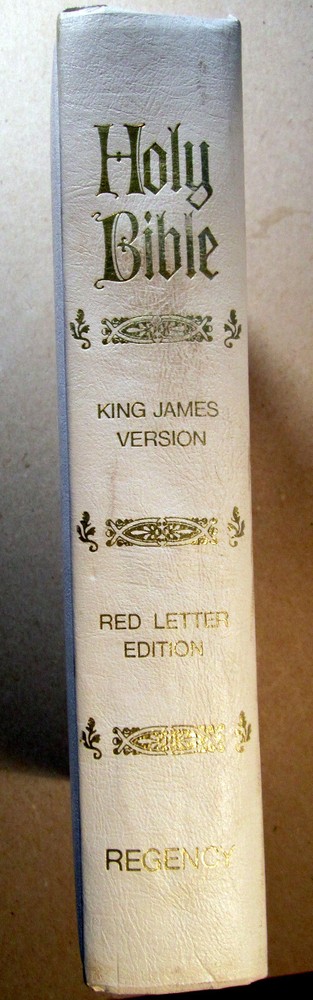 Holy
Bible
KING JAMES
VERSION
RED LETTER
EDITION
REGENCY